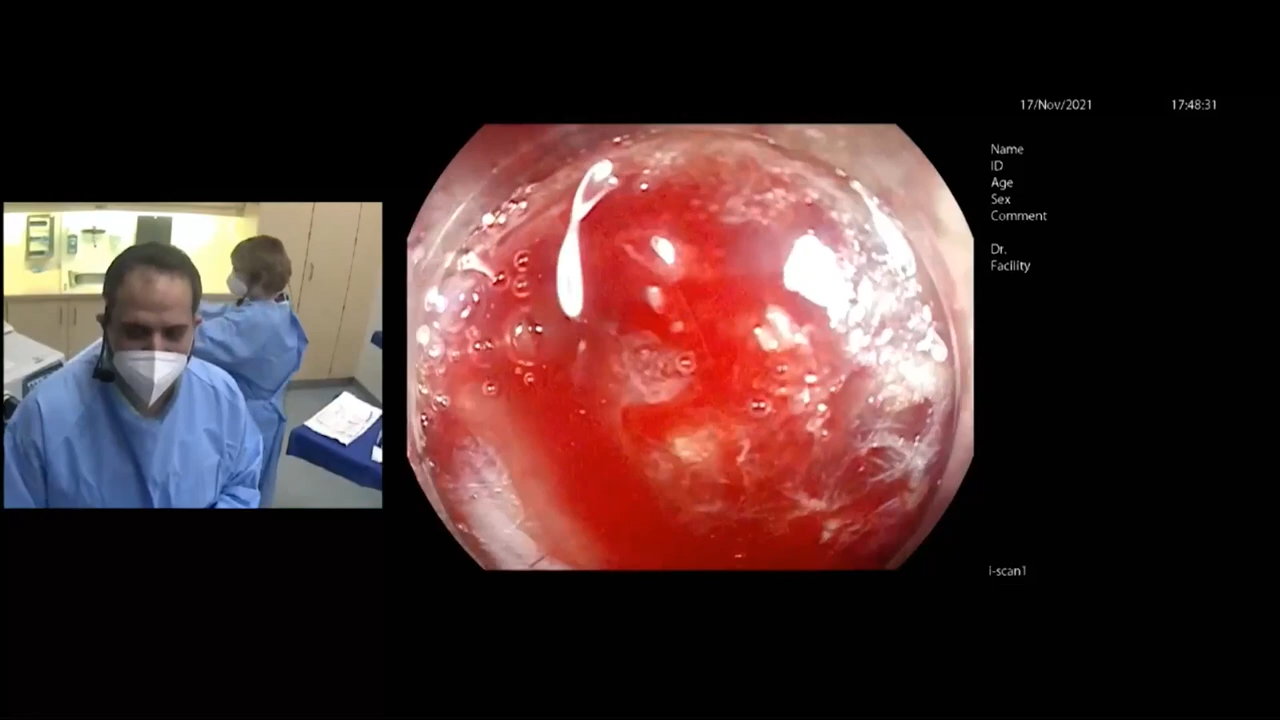 17/Nov/2021 17:48:31
Name
ID
Age
Sex
Comment
Dr.
Facility
i-scan1